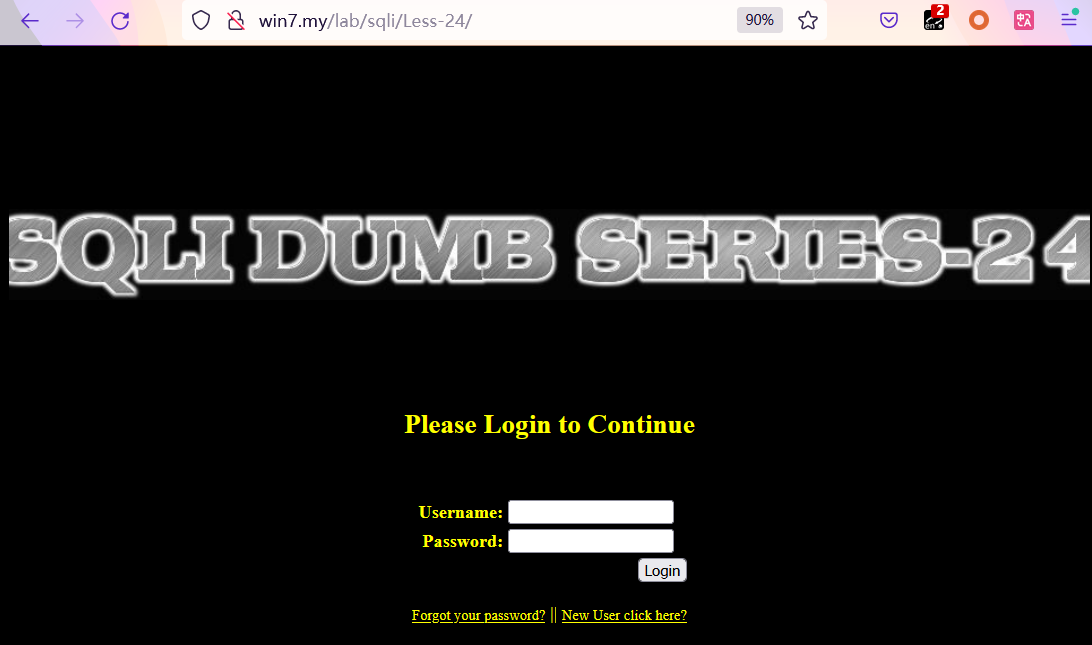 win7.my/lab/sqli/Less-24/
90%
2
en
SQLI DUMB SERIES-24
Please Login to Continue
Username:
Password:
Login
Forgot your password? || New User click here?